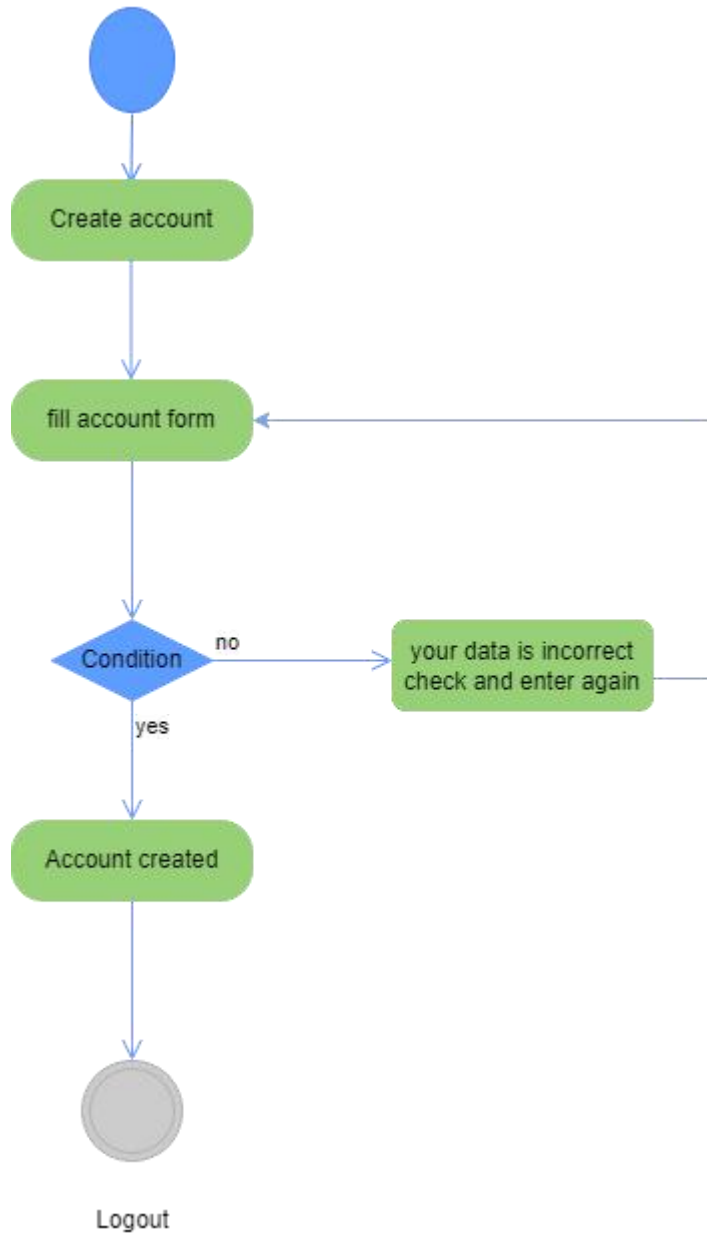 Create account
fill account form
Condition
no
your data is incorrect
check and enter again
yes
Account created
Logout